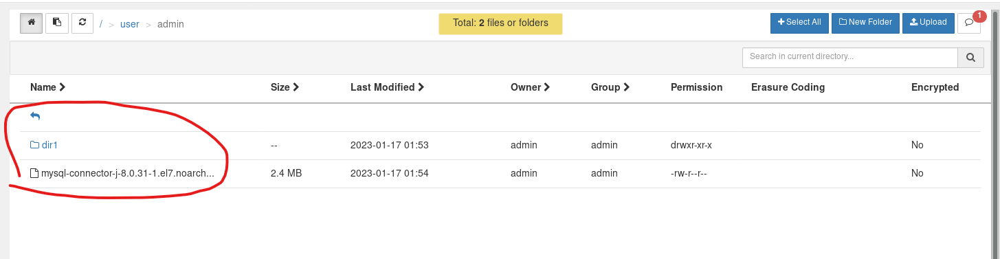 / > user > admin
Total: 2 files or folders
Select All
New Folder
Upload
1
Search in current directory...
Name Size Last Modified Owner Group Permission Erasure Coding Encrypted
dir1 -- 2023-01-17 01:53 admin admin drwxr-xr-x No
mysql-connector-j-8.0.31-1.el7.noarch... 2.4 MB 2023-01-17 01:54 admin admin -rw-r--r-- No